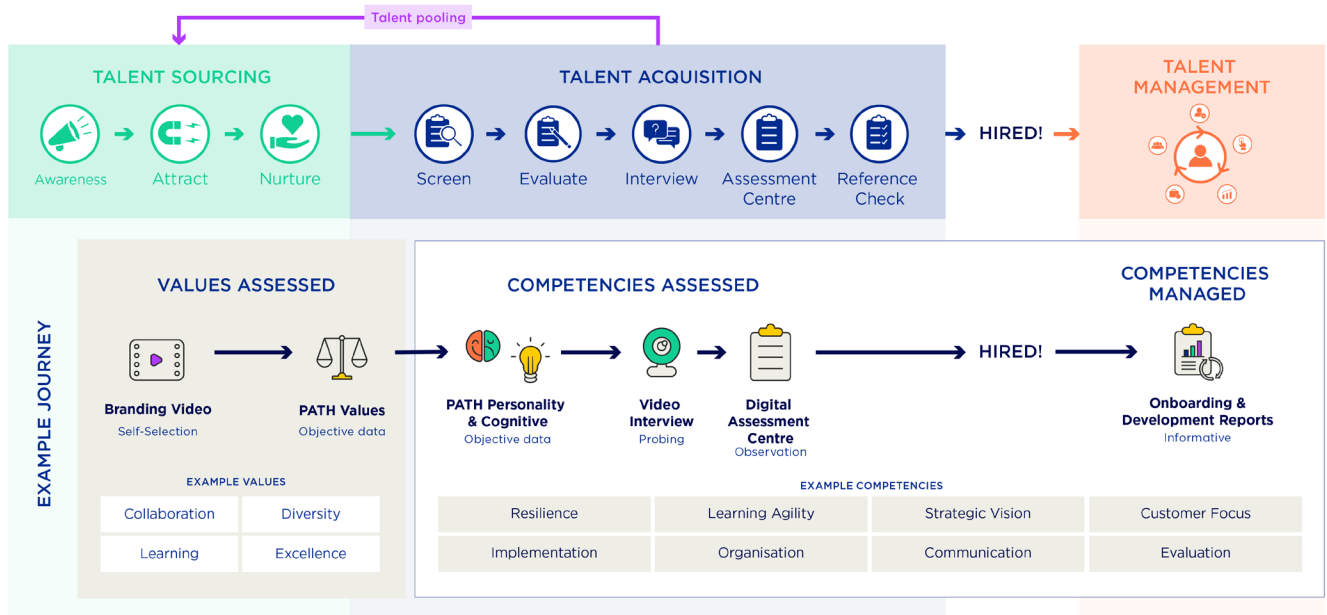 Talent pooling
TALENT SOURCING
Awareness
Attract
Nurture
TALENT ACQUISITION
Screen
Evaluate
Interview
Assessment
Centre
Reference
Check
HIRED!
TALENT
MANAGEMENT
EXAMPLE JOURNEY
VALUES ASSESSED
Branding Video
Self-Selection
PATH Values
Objective data
EXAMPLE VALUES
Collaboration
Diversity
Learning
Excellence
COMPETENCIES ASSESSED
PATH Personality
& Cognitive
Objective data
Video
Interview
Probing
Digital
Assessment
Centre
Observation
HIRED!
COMPETENCIES
MANAGED
Onboarding &
Development Reports
Informative
EXAMPLE COMPETENCIES
Resilience
Learning Agility
Strategic Vision
Customer Focus
Implementation
Organisation
Communication
Evaluation